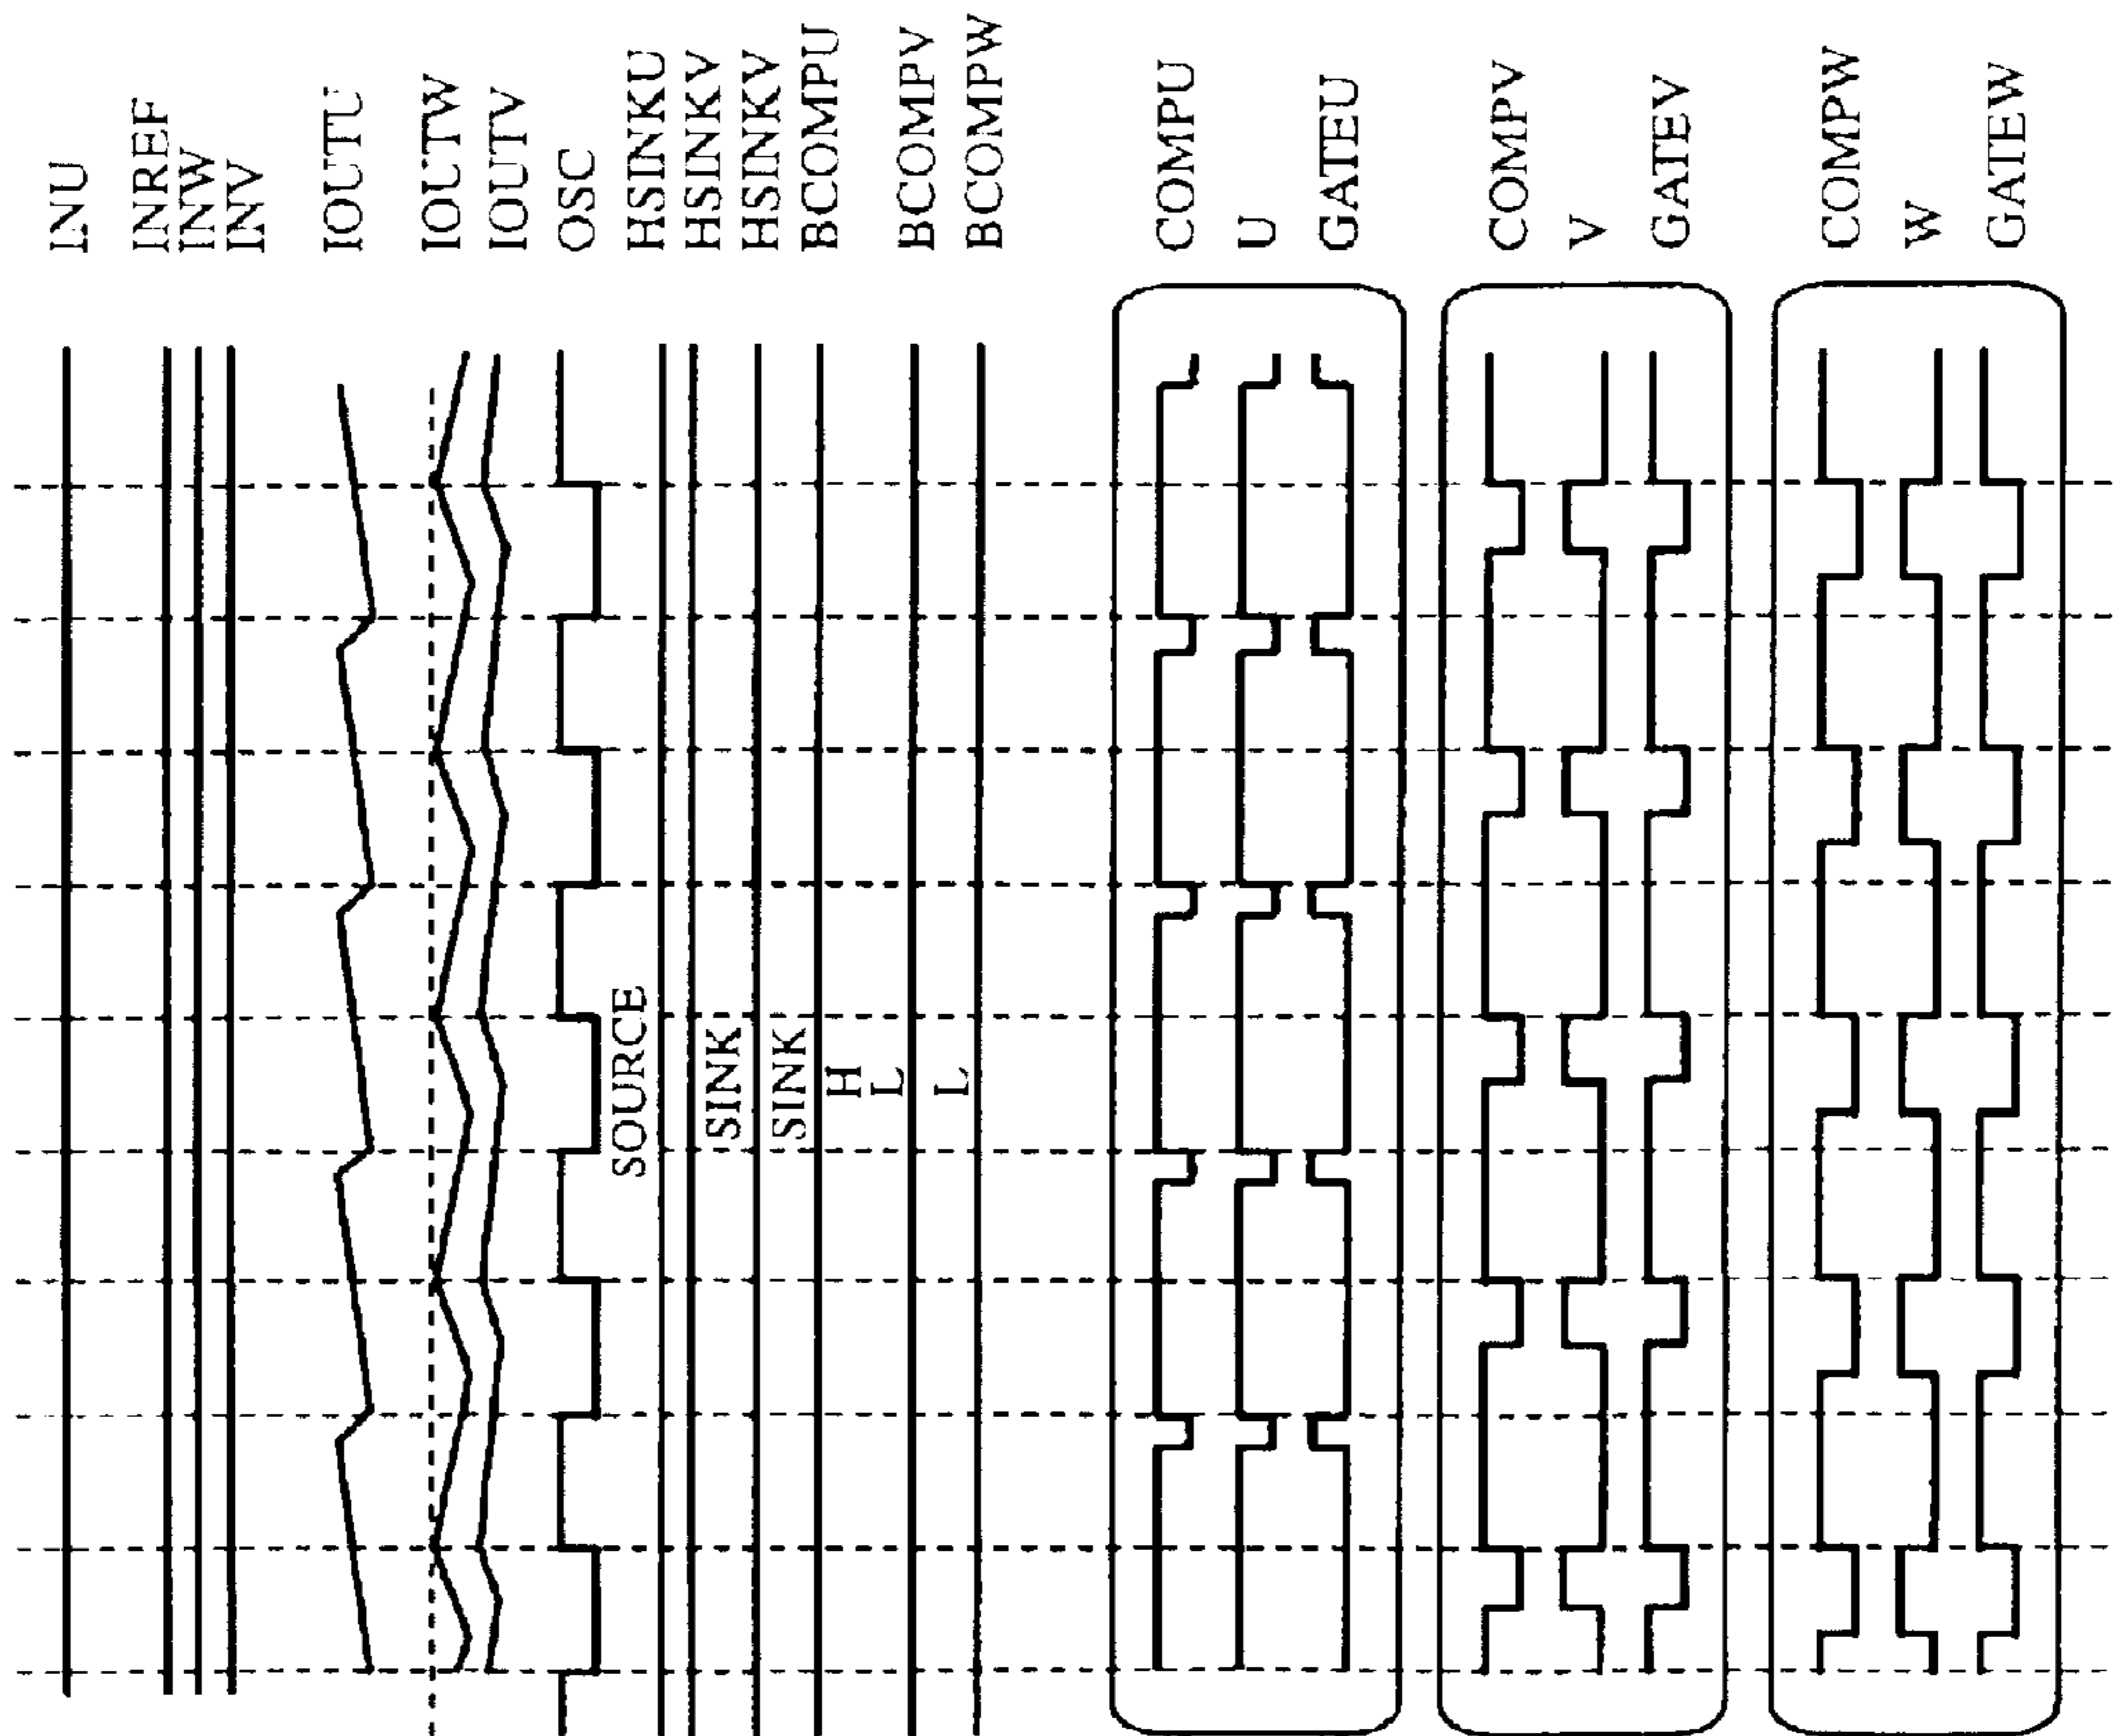 INU
INREF
INW
INV
IOUTU
IOUTW
IOUTV
OSC
HSINKU
HSINKV
HSINKV
BCOMPU
BCOMPV
BCOMPW
COMPU
U
GATEU
COMPV
V
GATEV
COMPW
W
GATEW
SOURCE
SINK
SINK
H
L
L